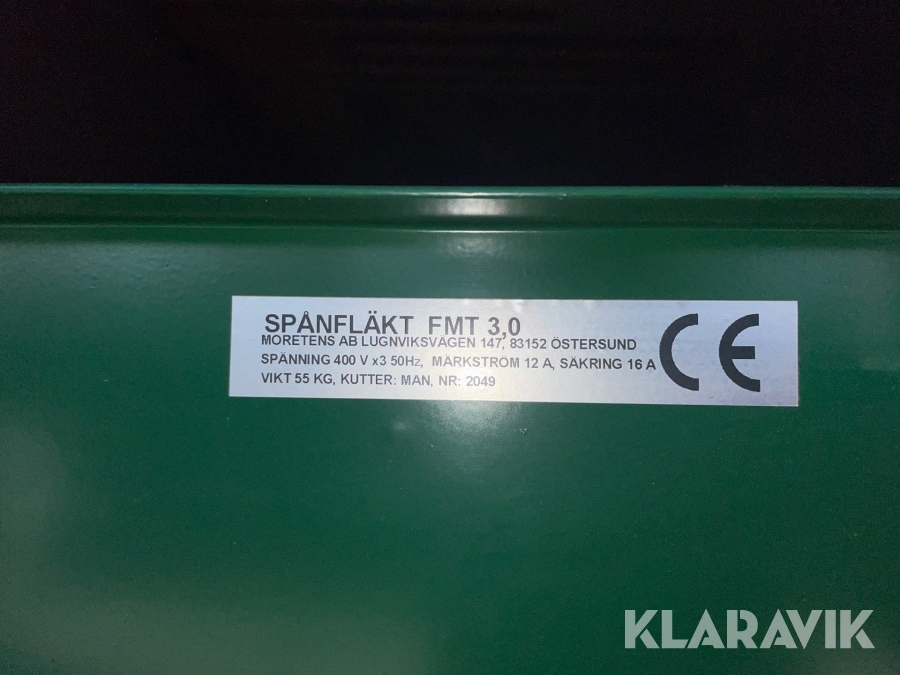 SPÅNFLÄKT FMT 3,0
MORETENS AB LUGNVIKSVÄGEN 147, 83152 ÖSTERSUND
SPÄNNING 400 V x3 50Hz, MÄRKSTRÖM 12 A, SÄKRING 16 A
VIKT 55 KG, KUTTER: MAN, NR: 2049
CE
KLARAVIK